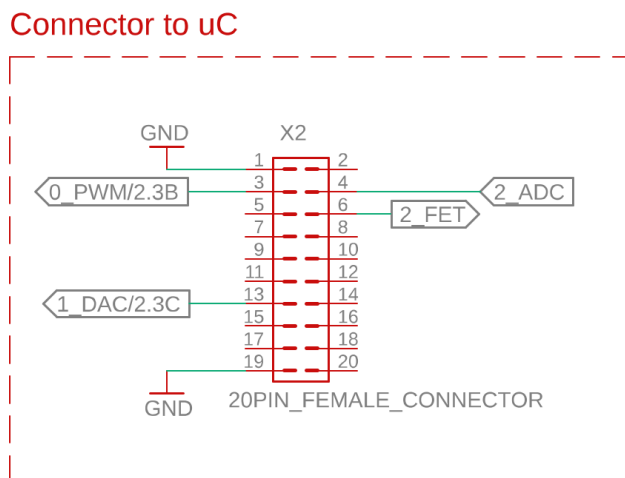 Connector to uC
GND X2
1 2
0_PWM/2.3B 3 4 2_ADC
5 6 2_FET
7 8
9 10
11 12
1_DAC/2.3C 13 14
15 16
17 18
19 20
GND 20PIN_FEMALE_CONNECTOR